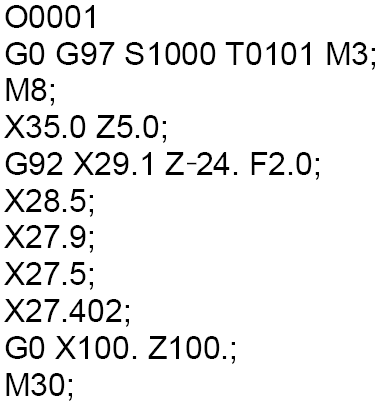 O0001
G0 G97 S1000 T0101 M3;
M8;
X35.0 Z5.0;
G92 X29.1 Z-24. F2.0;
X28.5;
X27.9;
X27.5;
X27.402;
G0 X100. Z100.;
M30;